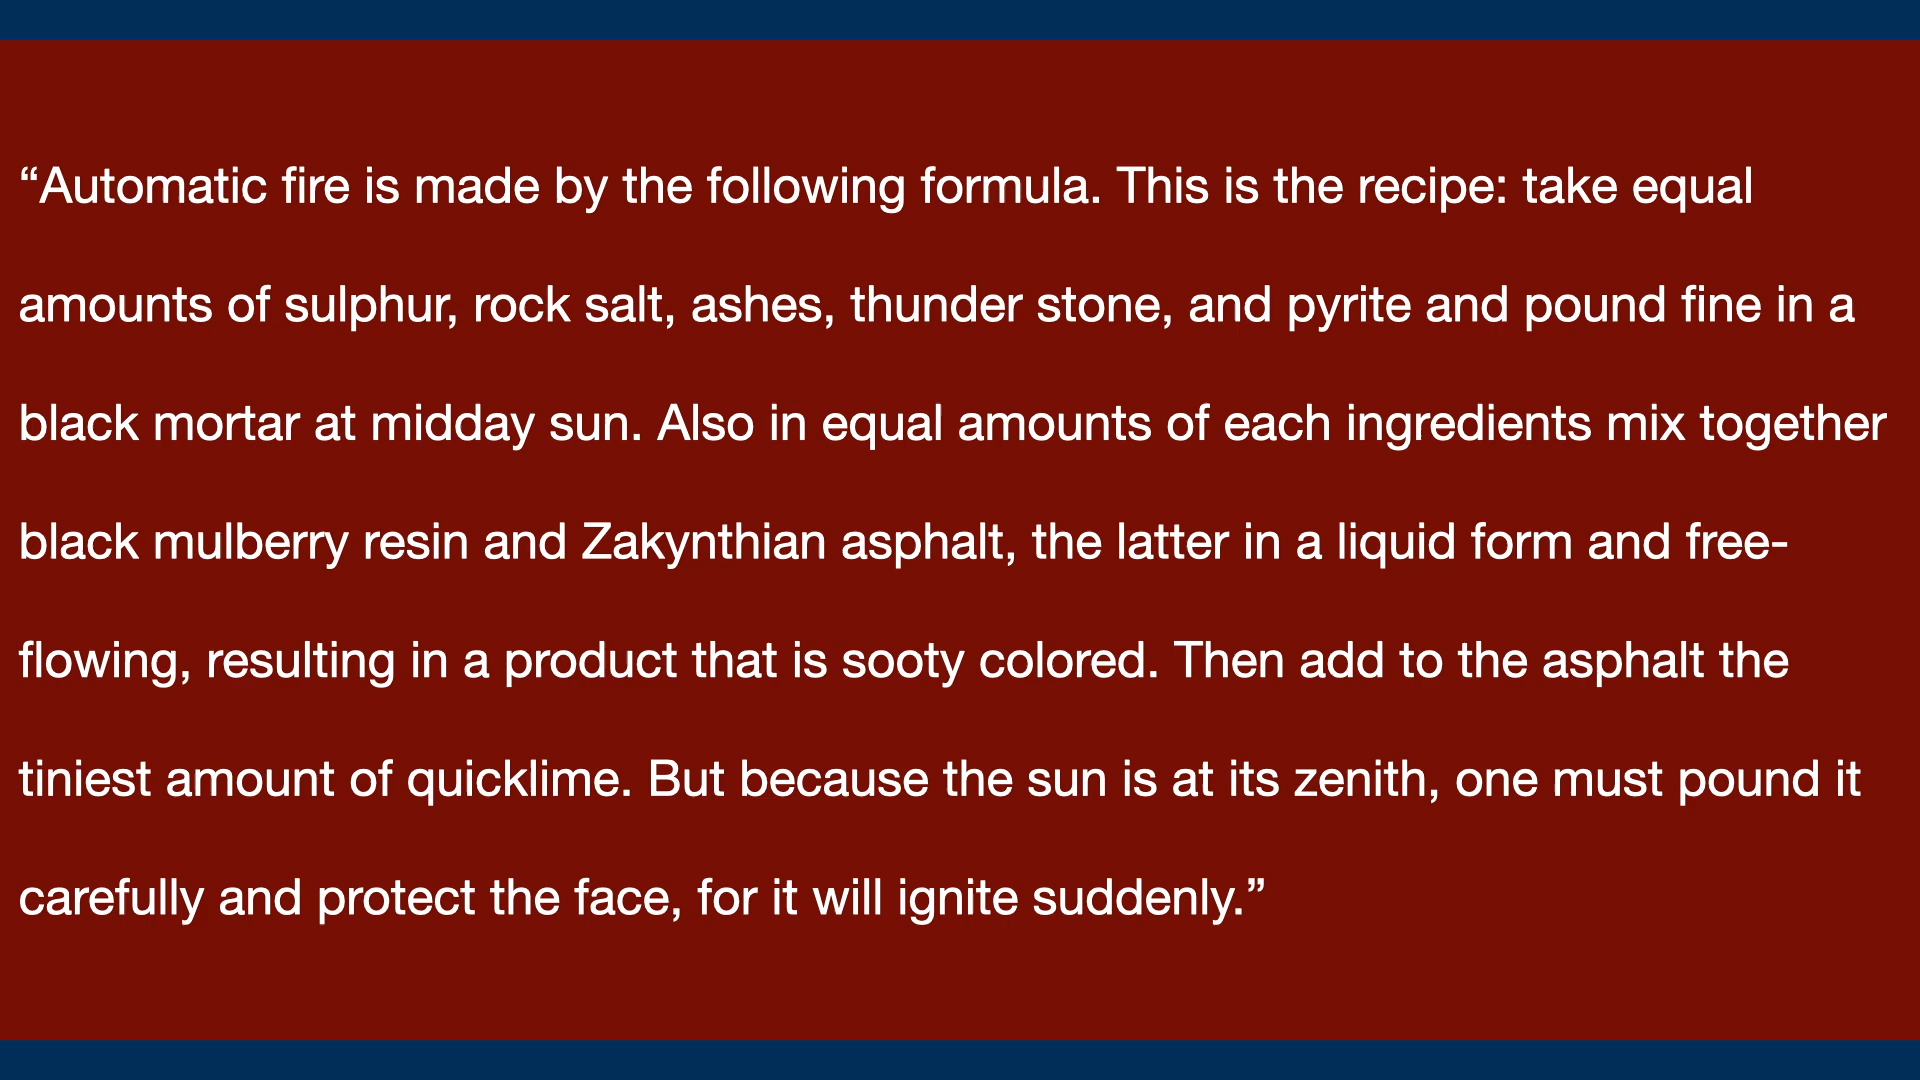 “Automatic fire is made by the following formula. This is the recipe: take equal
amounts of sulphur, rock salt, ashes, thunder stone, and pyrite and pound fine in a
black mortar at midday sun. Also in equal amounts of each ingredients mix together
black mulberry resin and Zakynthian asphalt, the latter in a liquid form and free-
flowing, resulting in a product that is sooty colored. Then add to the asphalt the
tiniest amount of quicklime. But because the sun is at its zenith, one must pound it
carefully and protect the face, for it will ignite suddenly.”